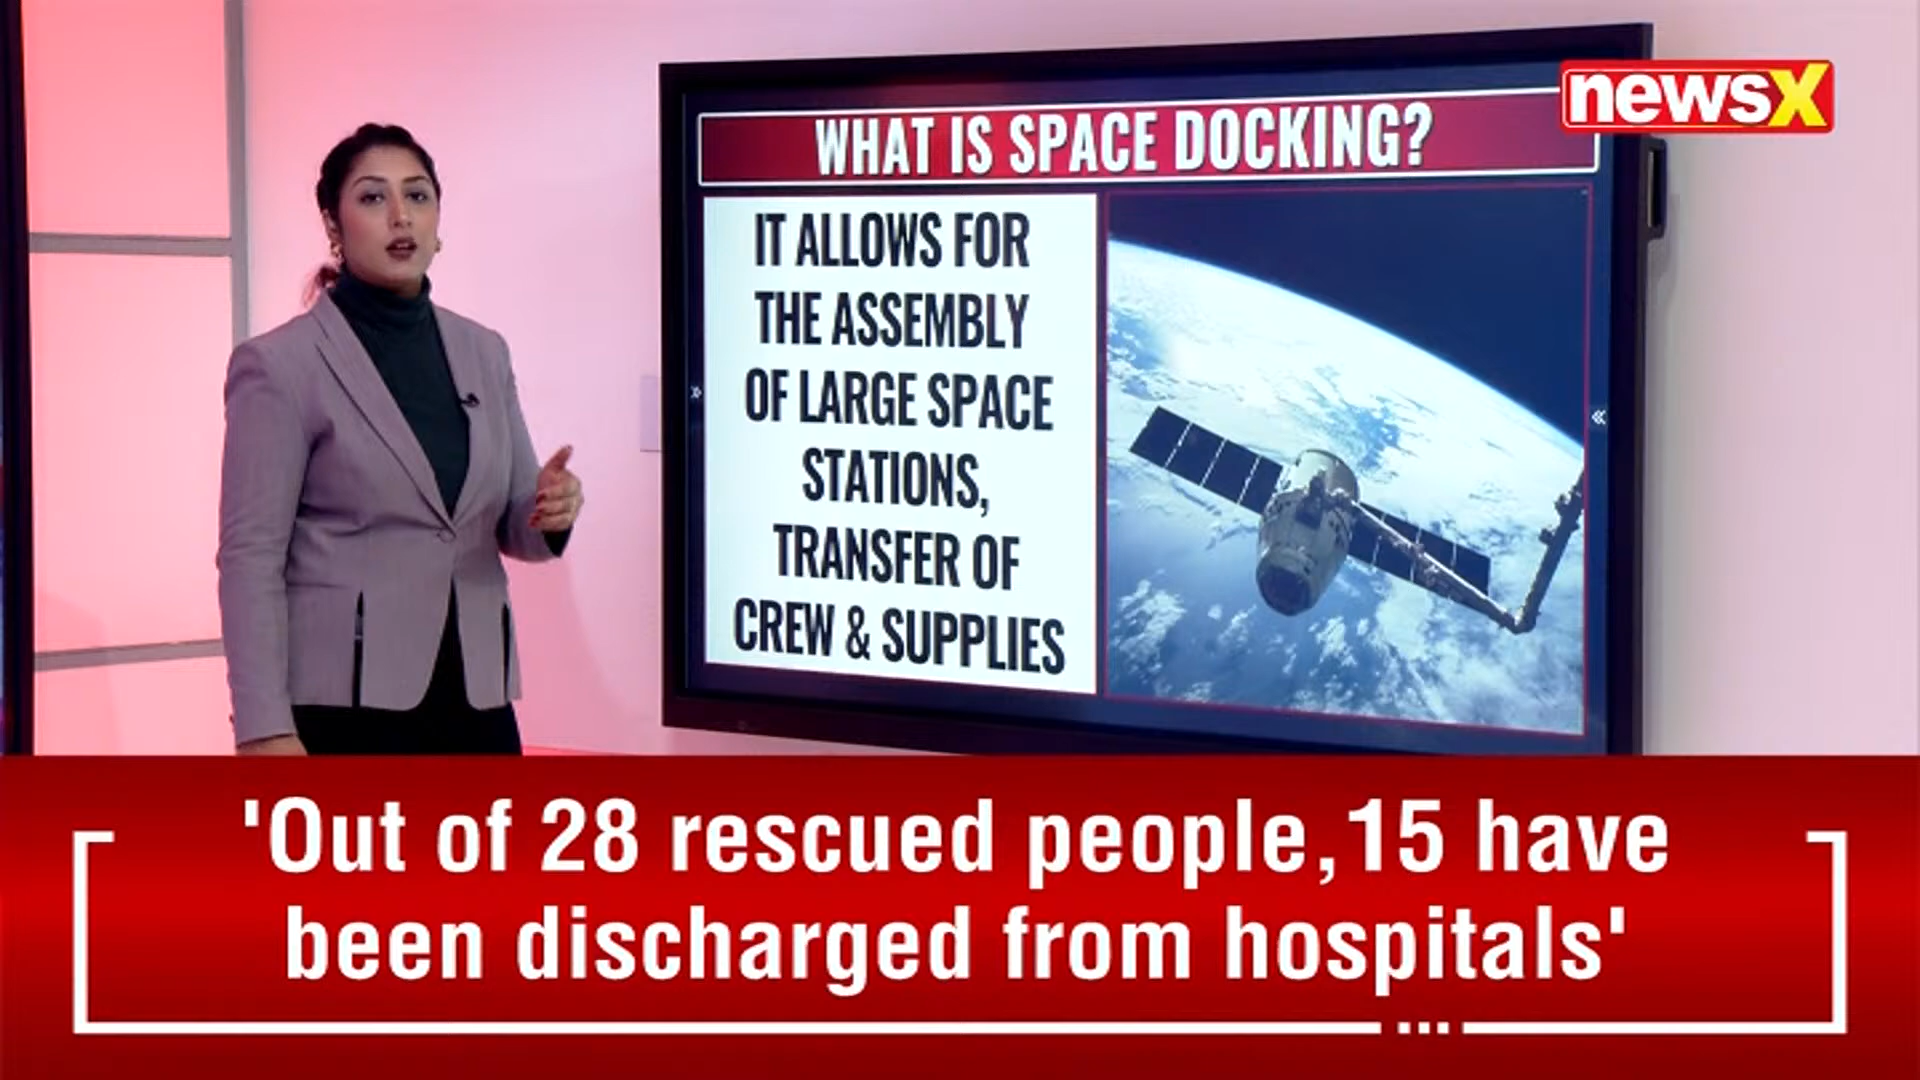 newsX
WHAT IS SPACE DOCKING?
IT ALLOWS FOR
THE ASSEMBLY
OF LARGE SPACE
STATIONS,
TRANSFER OF
CREW & SUPPLIES
'Out of 28 rescued people,15 have
been discharged from hospitals'